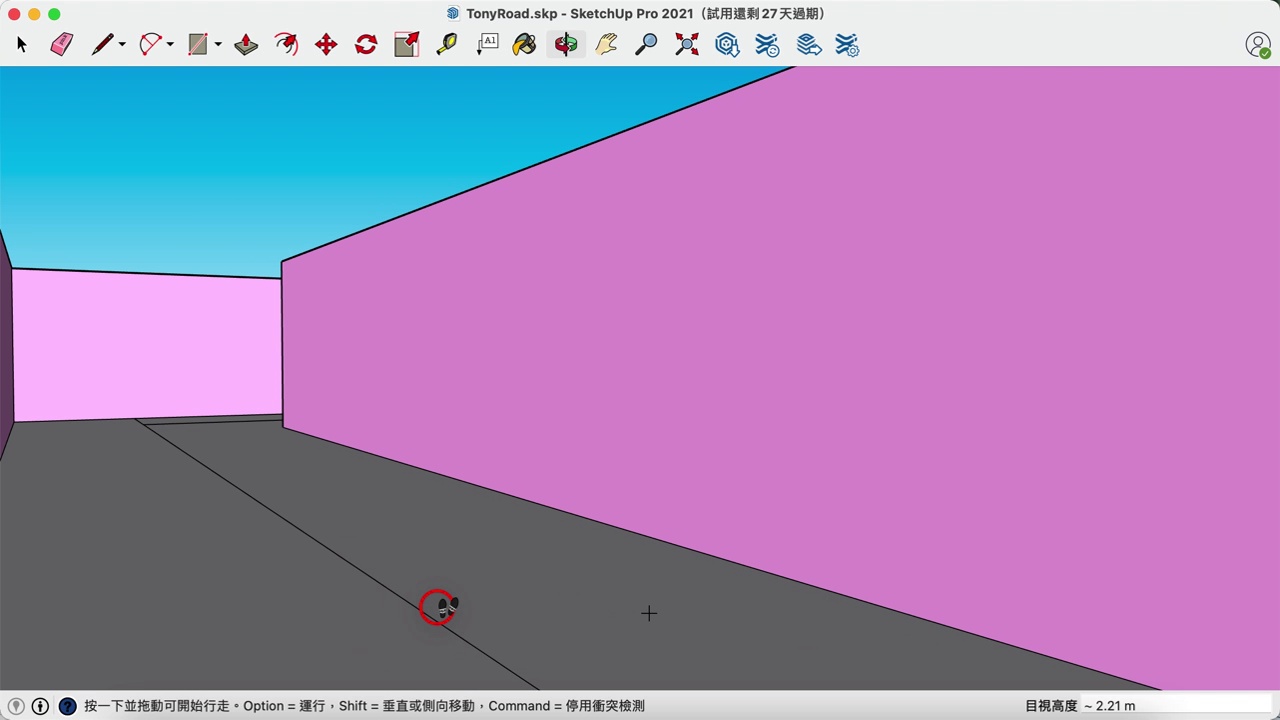 TonyRoad.skp - SketchUp Pro 2021（試用還剩 27 天過期）
A1
?
按一下並拖動可開始行走。Option = 運行，Shift = 垂直或側向移動，Command = 停用衝突檢測
目視高度 ~ 2.21 m